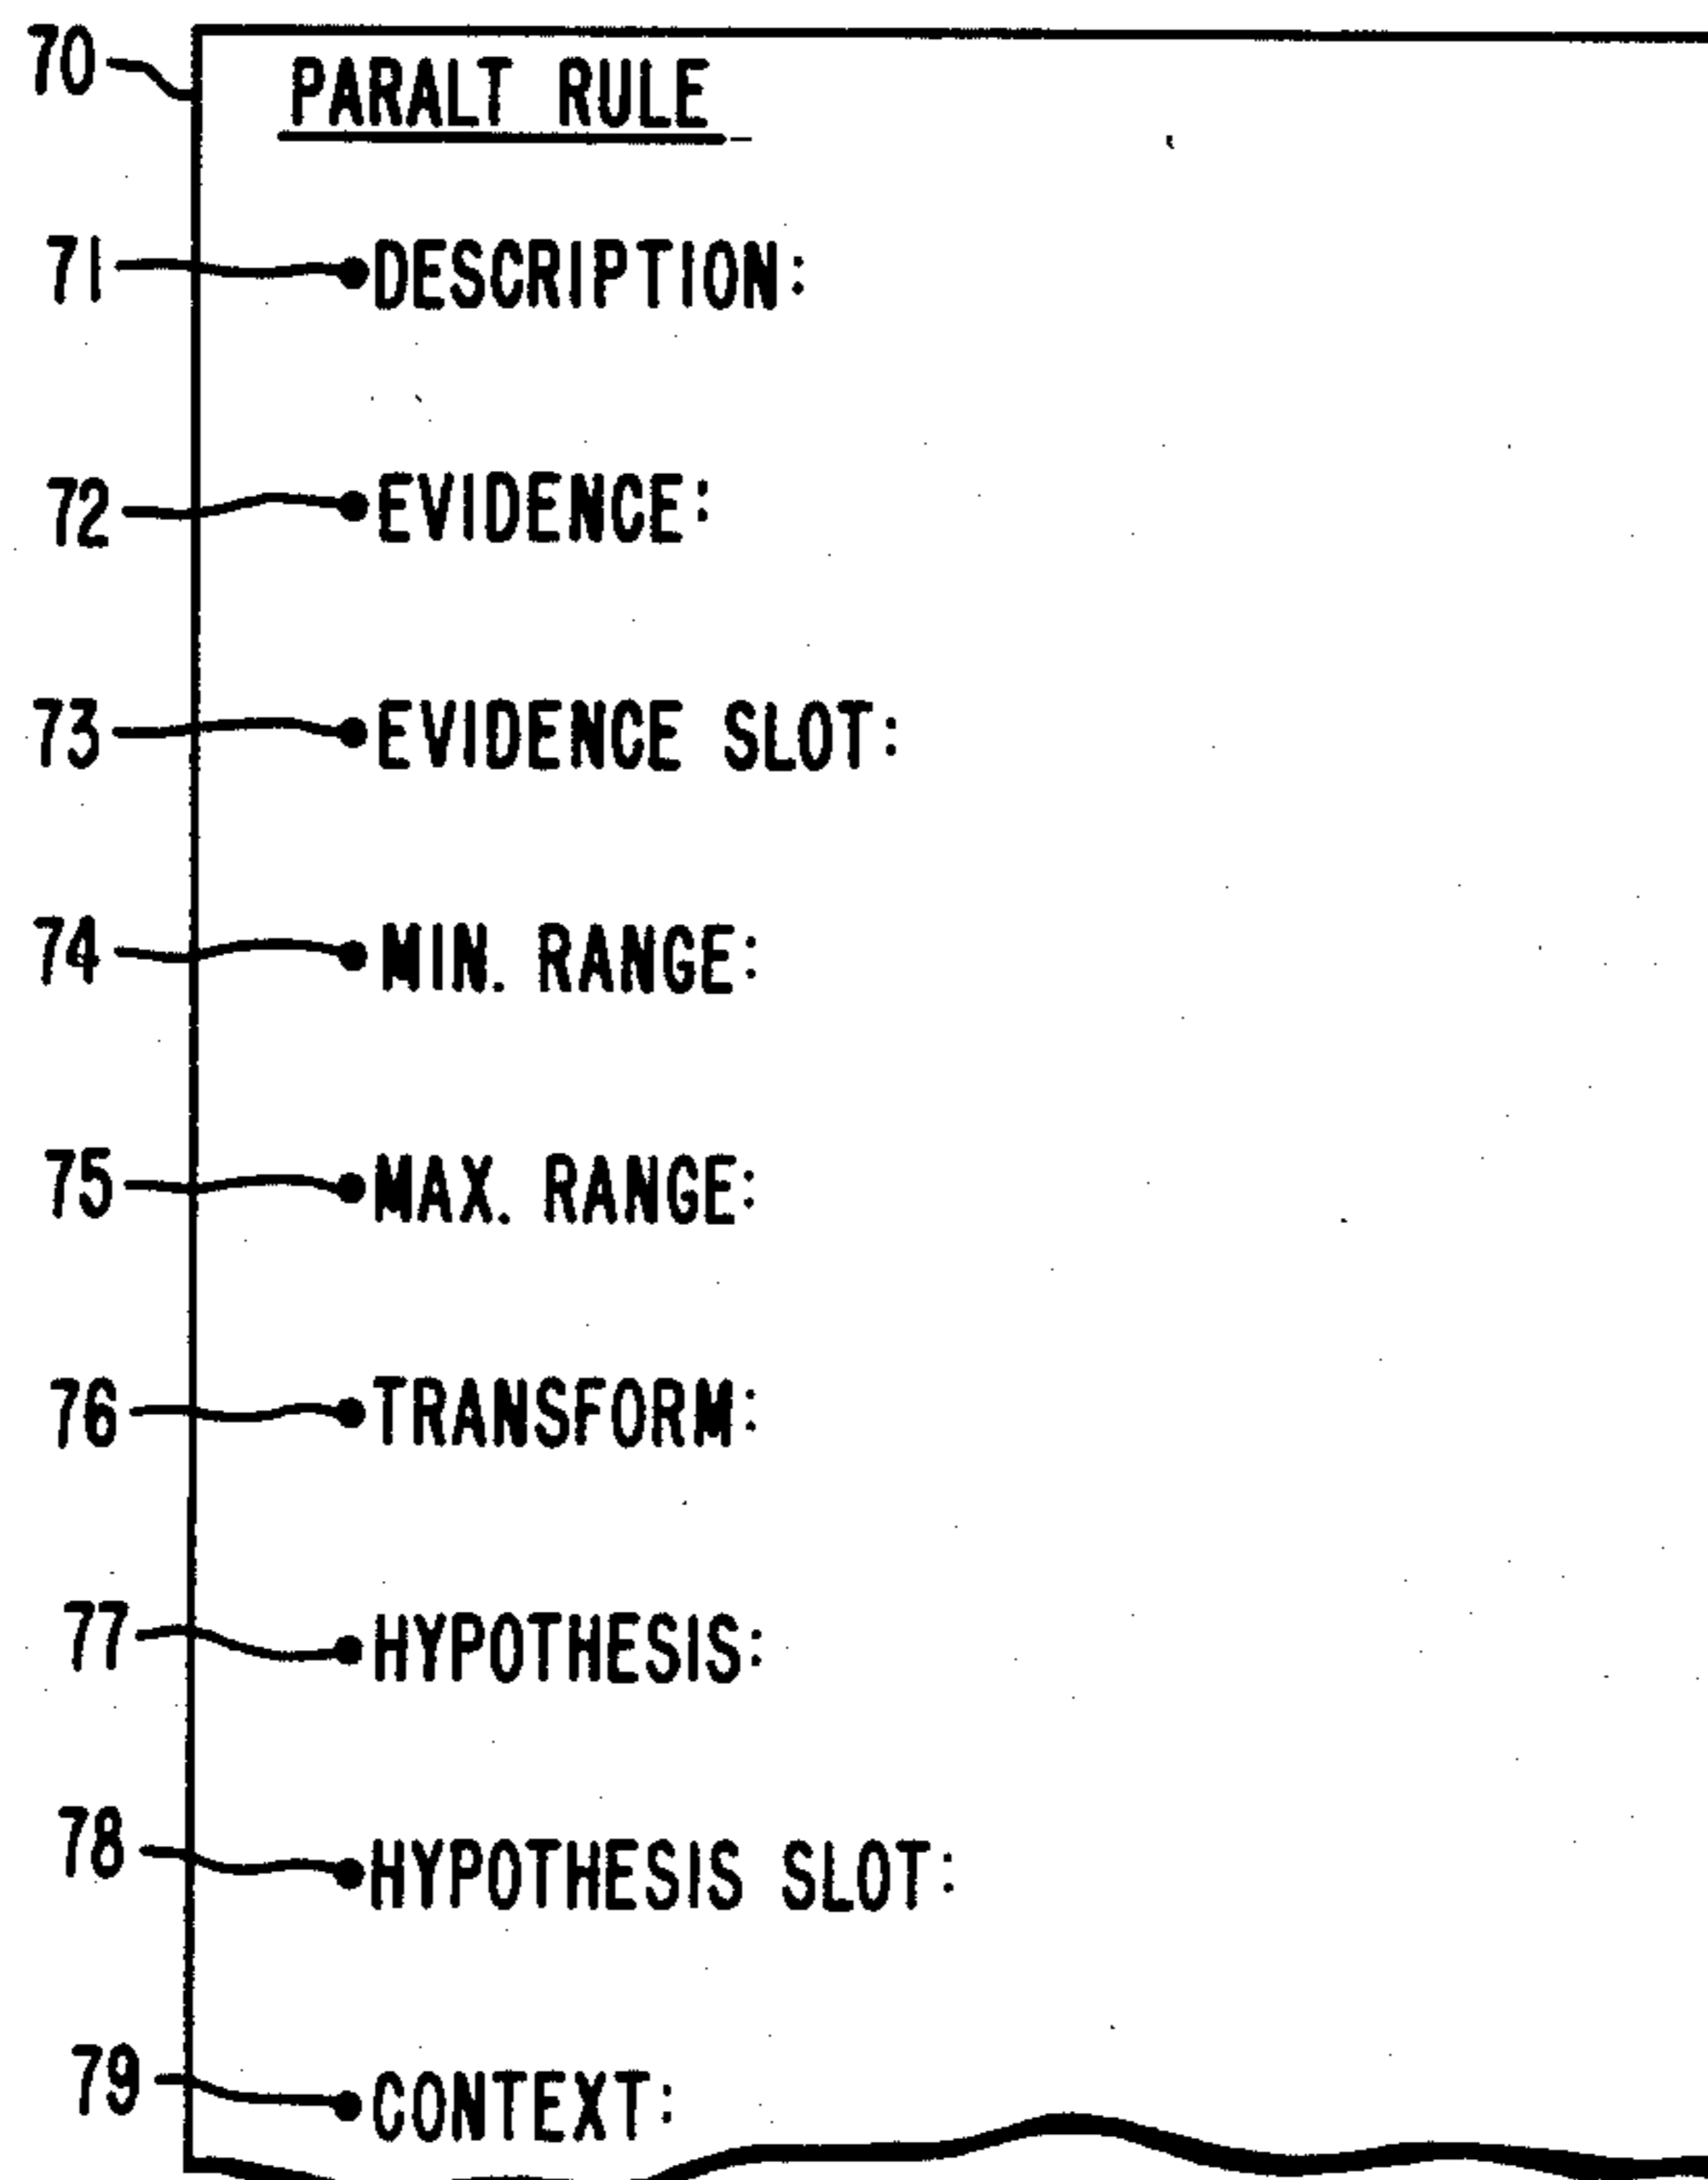 70 PARALT RULE
71 DESCRIPTION:
72 EVIDENCE:
73 EVIDENCE SLOT:
74 MIN. RANGE:
75 MAX. RANGE:
76 TRANSFORM:
77 HYPOTHESIS:
78 HYPOTHESIS SLOT:
79 CONTEXT: